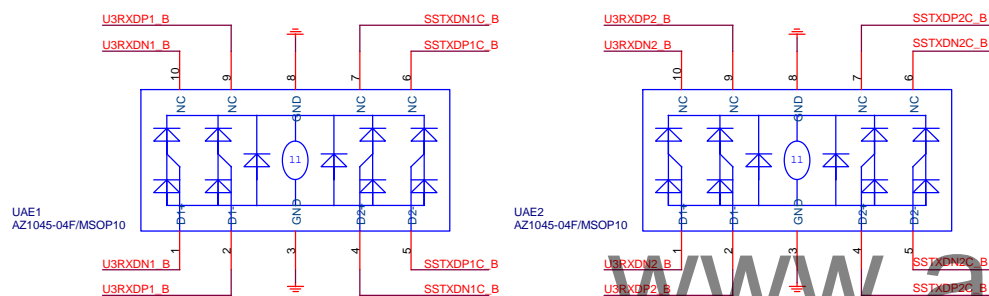 U3RXDP1_B SSTXDN1C_B U3RXDP2_B SSTXDP2C_B
U3RXDN1_B SSTXDP1C_B U3RXDN2_B SSTXDN2C_B
10 9 8 7 6 10 9 8 7 6
NC NC GND NC NC NC NC GND NC NC
11 11
D1+ D1- GND D2+ D2- D1+ D1- GND D2+ D2-
UAE1 UAE2
AZ1045-04F/MSOP10 AZ1045-04F/MSOP10
1 2 3 4 5 1 2 3 4 5
U3RXDN1_B SSTXDP1C_B U3RXDN2_B SSTXDN2C_B
U3RXDP1_B SSTXDN1C_B U3RXDP2_B SSTXDP2C_B
www.a